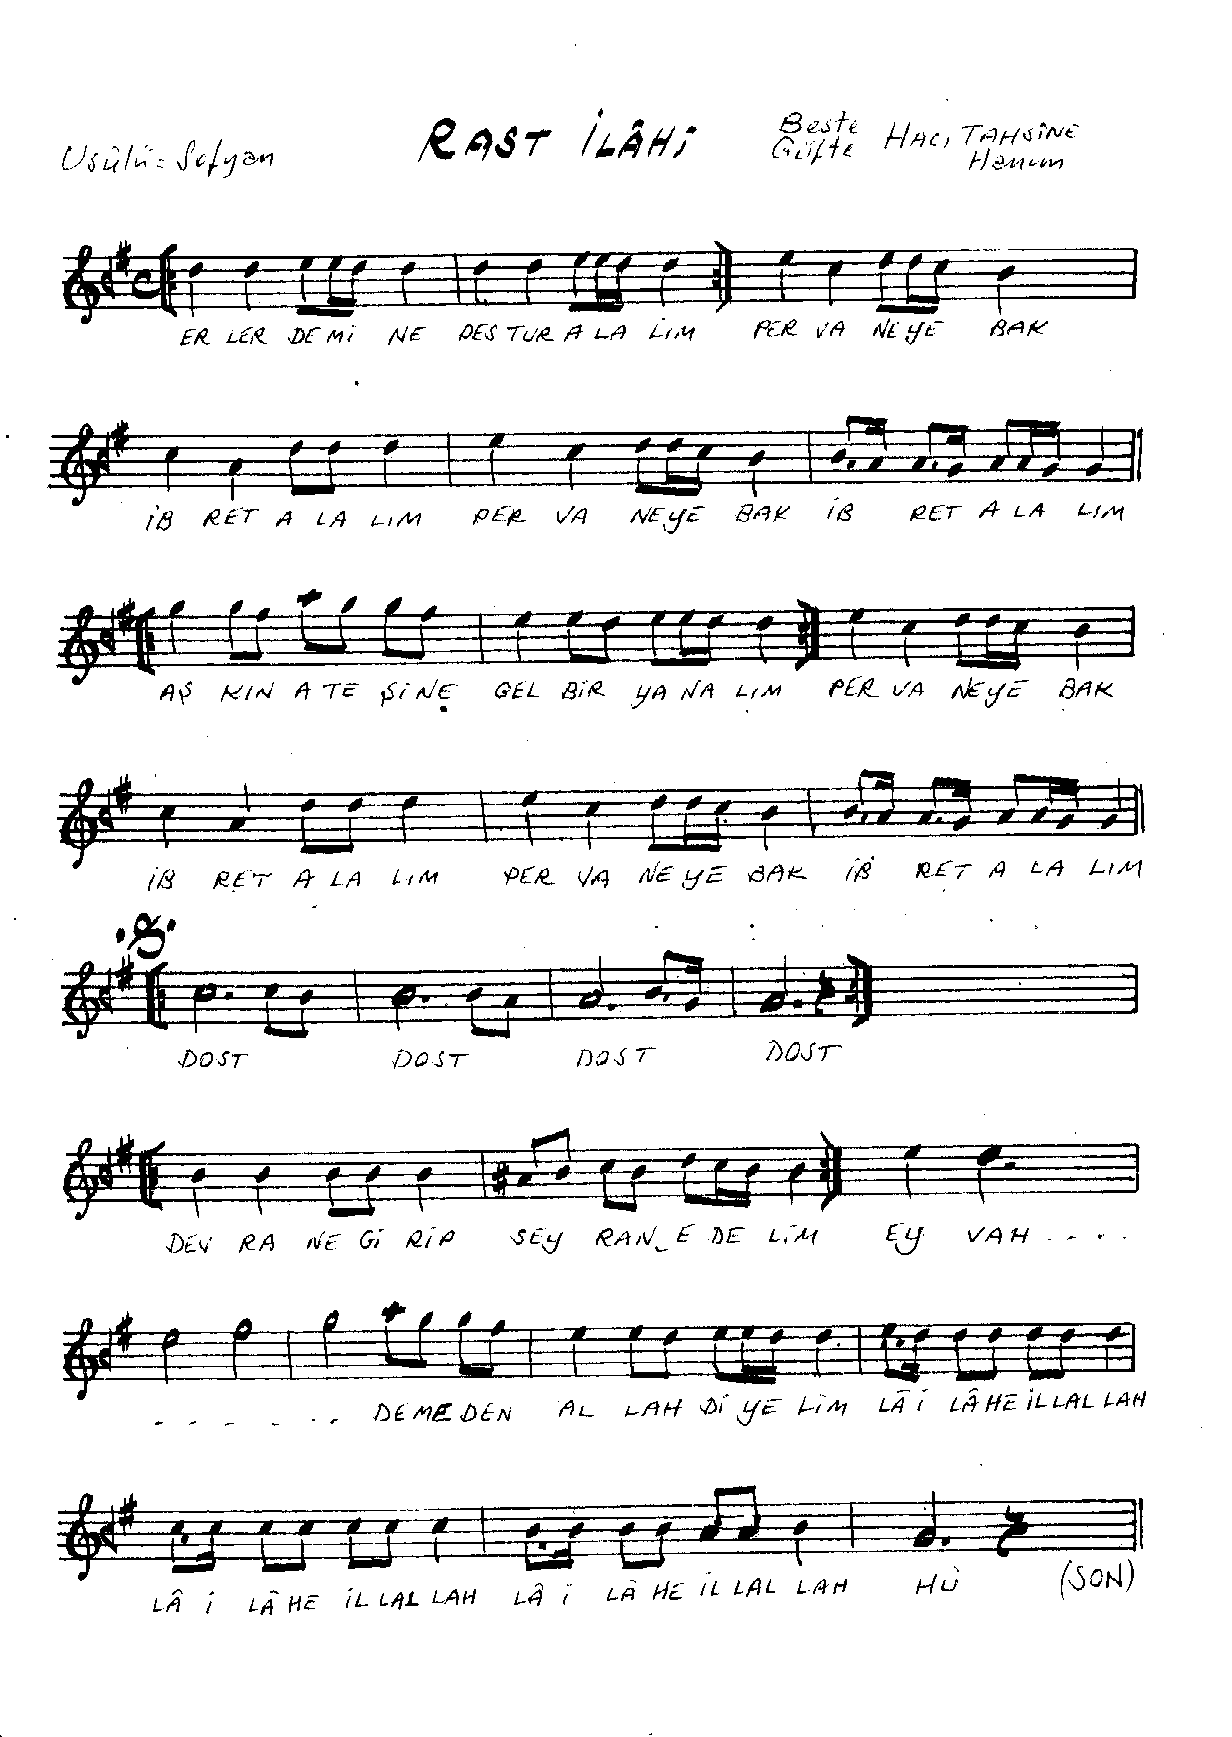 RAST İLÂHİ
Usûlü = Sofyan
Beste
Güfte
HACI TAHSİNE
Hanım
ER LER DE Mİ NE DES TUR A LA LIM PER VA NE YE BAK
İB RET A LA LIM PER VA NE YE BAK İB RET A LA LIM
AŞ KIN A TE Şİ NE GEL BİR YA NA LIM PER VA NE YE BAK
İB RET A LA LIM PER VA NE YE BAK İB RET A LA LIM
DOST DOST DOST DOST
DEV RA NE Gİ RİP SEY RAN_E DE LİM EY VAH . . . .
- - - - - . . DEMEDEN AL LAH Dİ YE LİM LÂ İ LÂ HE İL LAL LAH
LÂ İ LÂ HE İL LAL LAH LÂ İ LÂ HE İL LAL LAH HÛ (SON)